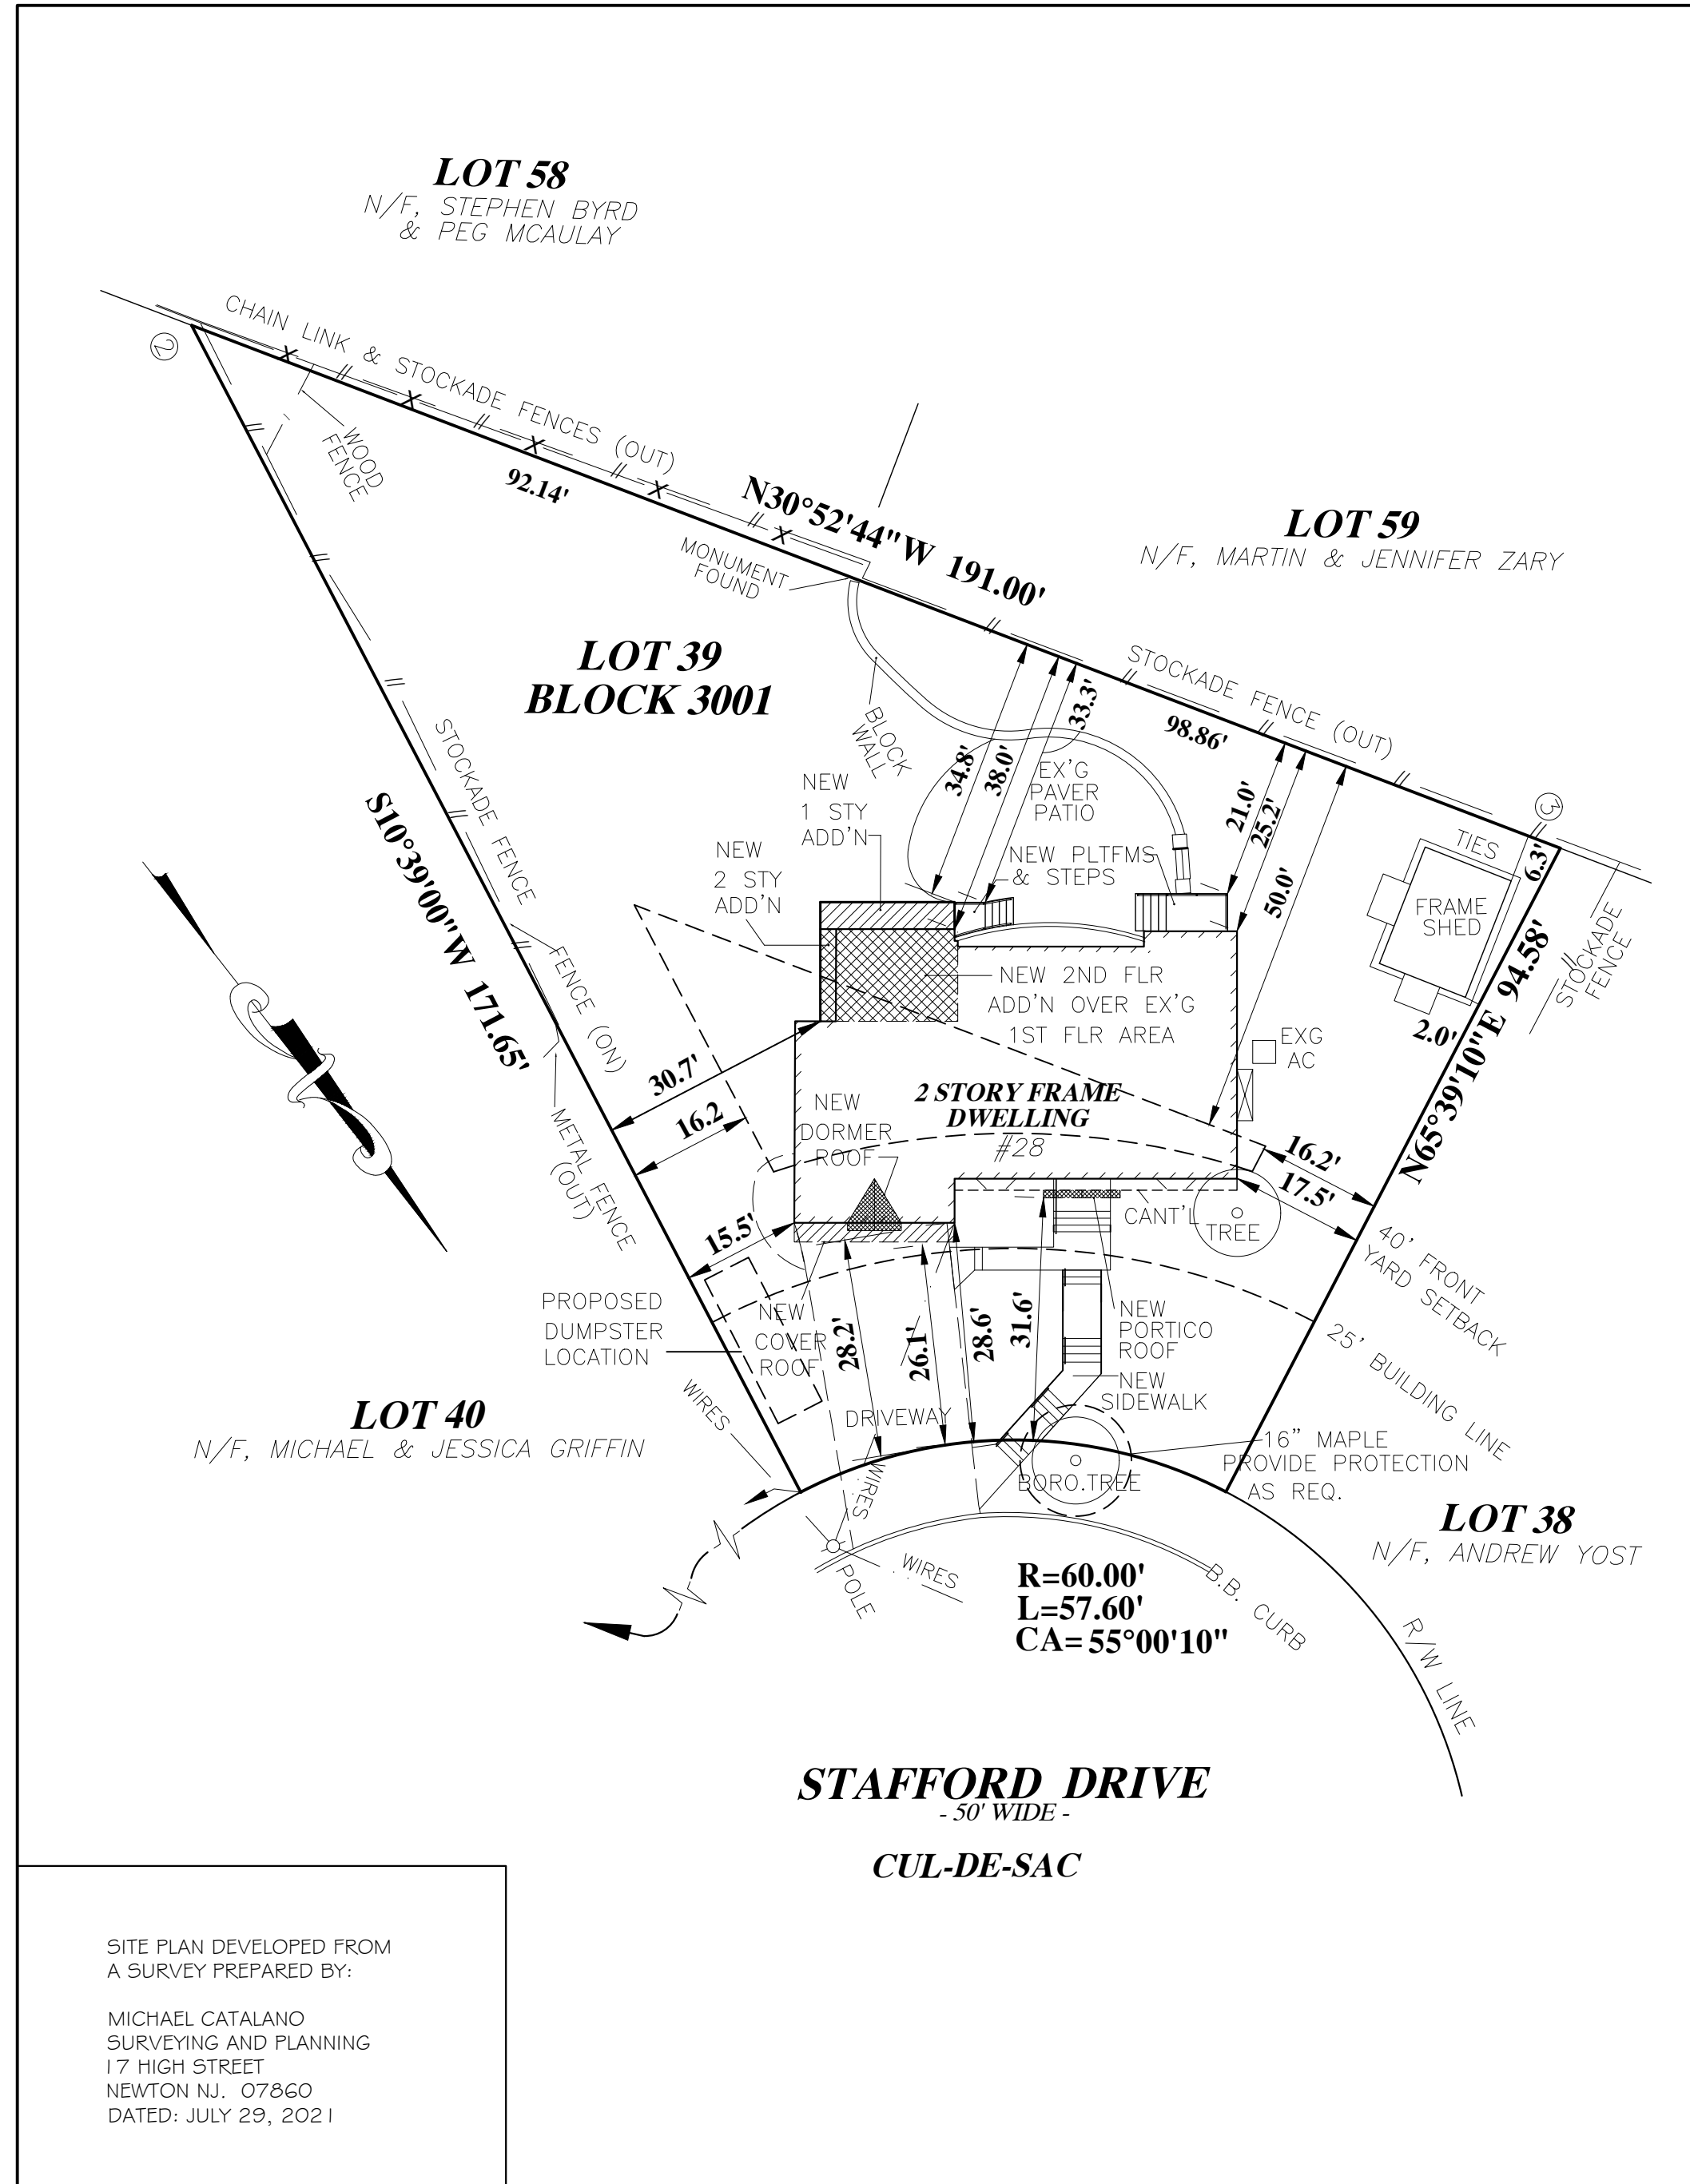 LOT 58
N/F, STEPHEN BYRD
& PEG MCAULAY
2
CHAIN LINK & STOCKADE FENCES (OUT)
WOOD
FENCE
92.14'
N30°52'44"W 191.00'
MONUMENT
FOUND
LOT 59
N/F, MARTIN & JENNIFER ZARY
LOT 39
BLOCK 3001
STOCKADE FENCE (OUT)
98.86'
BLOCK
WALL
34.8'
38.0'
33.3'
EX'G
PAVER
PATIO
21.0'
25.2'
50.0'
3
TIES
6.3'
FRAME
SHED
STOCKADE
FENCE
2.0'
N65°39'10"E 94.58'
STOCKADE FENCE
FENCE (ON)
S10°39'00"W 171.65'
METAL FENCE
(OUT)
NEW
1 STY
ADD'N
NEW
2 STY
ADD'N
NEW PLTFMS
& STEPS
NEW 2ND FLR
ADD'N OVER EX'G
1ST FLR AREA
EXG
AC
30.7'
16.2
NEW
DORMER
ROOF
2 STORY FRAME
DWELLING
#28
16.2'
17.5'
CANT'L
TREE
15.5'
40' FRONT
YARD SETBACK
25' BUILDING LINE
PROPOSED
DUMPSTER
LOCATION
NEW
COVER
ROOF
28.2'
26.1'
28.6'
31.6'
NEW
PORTICO
ROOF
NEW
SIDEWALK
DRIVEWAY
WIRES
LOT 40
N/F, MICHAEL & JESSICA GRIFFIN
16" MAPLE
PROVIDE PROTECTION
AS REQ.
BORO.TREE
WIRES
WIRES
POLE
LOT 38
N/F, ANDREW YOST
R=60.00'
L=57.60'
CA= 55°00'10"
B.B. CURB
R/W LINE
STAFFORD DRIVE
- 50' WIDE -
CUL-DE-SAC
SITE PLAN DEVELOPED FROM
A SURVEY PREPARED BY:
MICHAEL CATALANO
SURVEYING AND PLANNING
17 HIGH STREET
NEWTON NJ. 07860
DATED: JULY 29, 2021